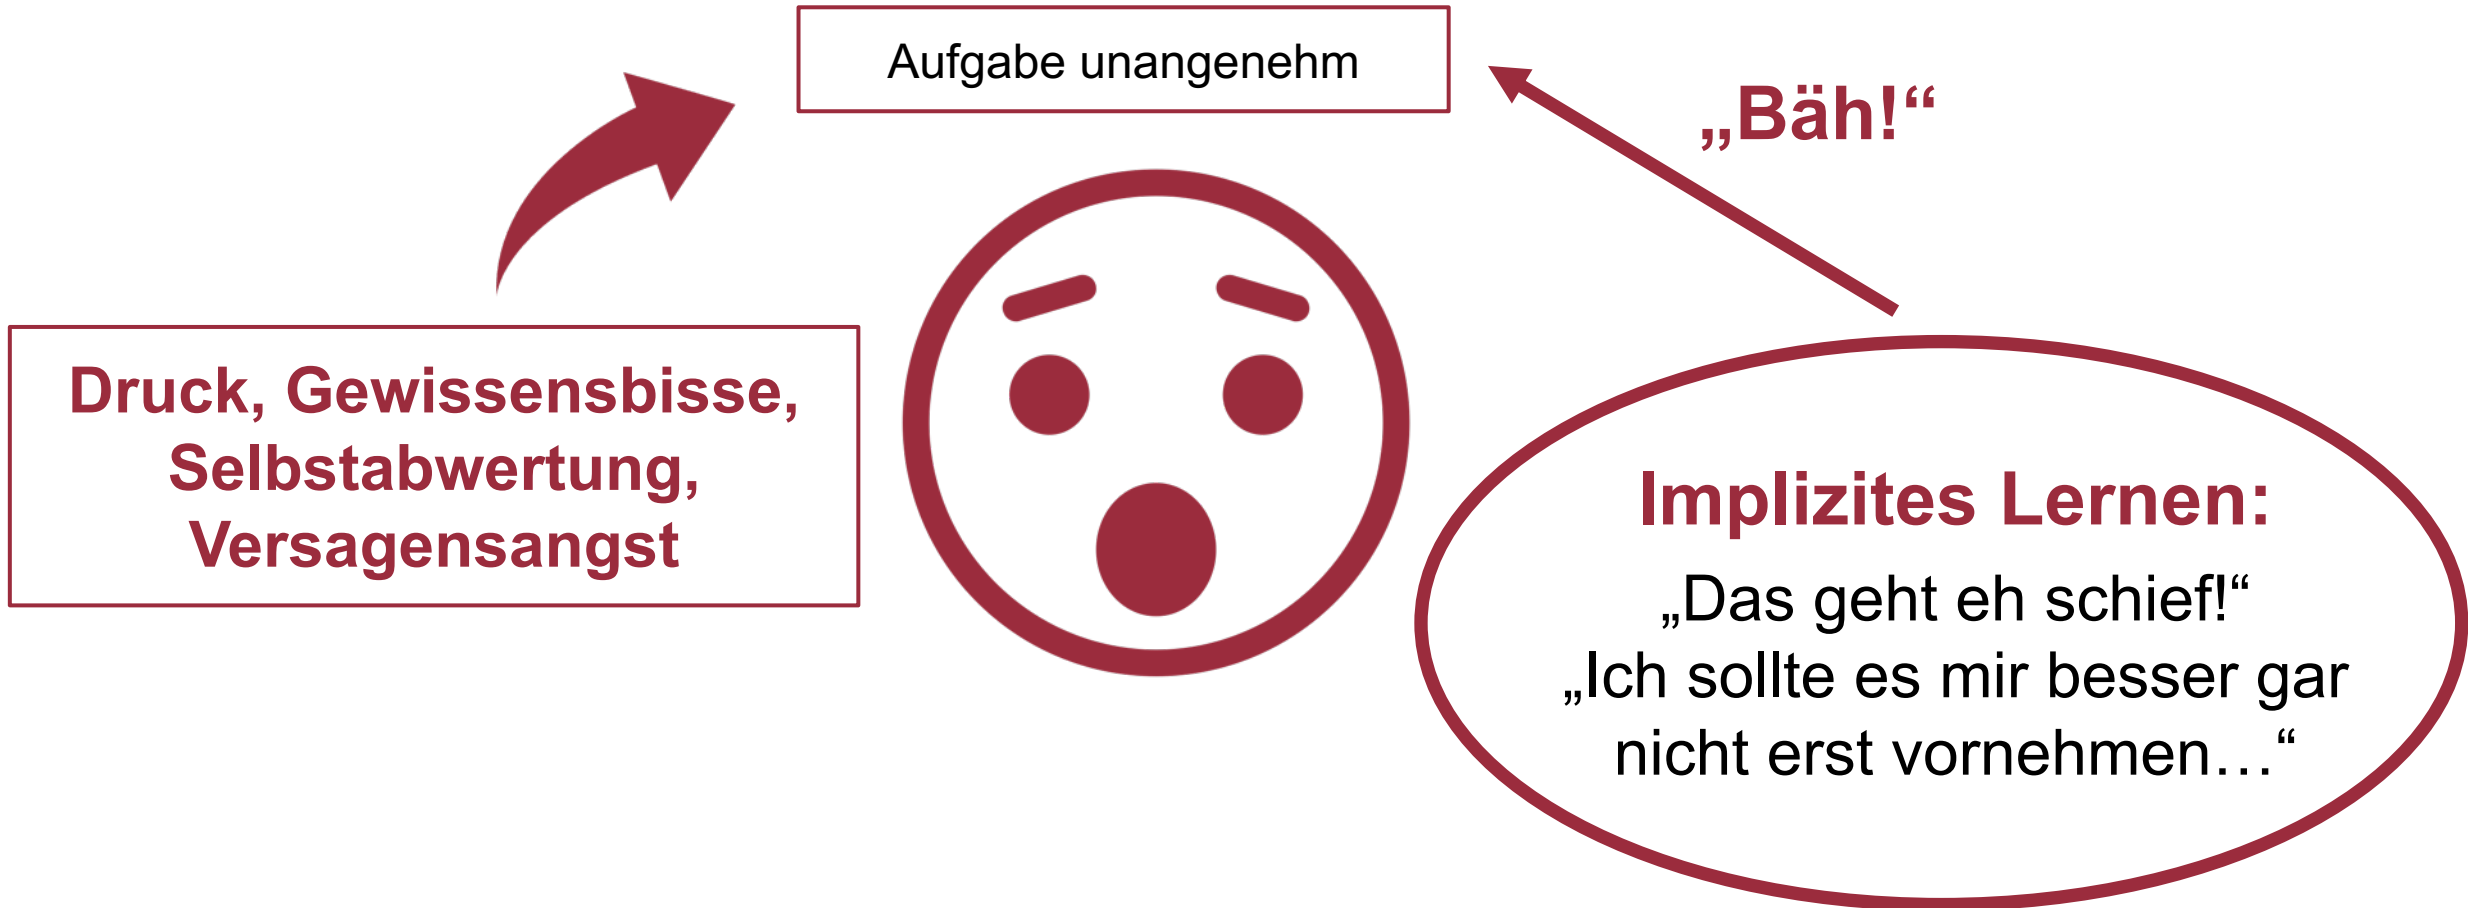 Aufgabe unangenehm
„Bäh!“
Druck, Gewissensbisse,
Selbstabwertung,
Versagensangst
Implizites Lernen:
„Das geht eh schief!“
„Ich sollte es mir besser gar
nicht erst vornehmen…“